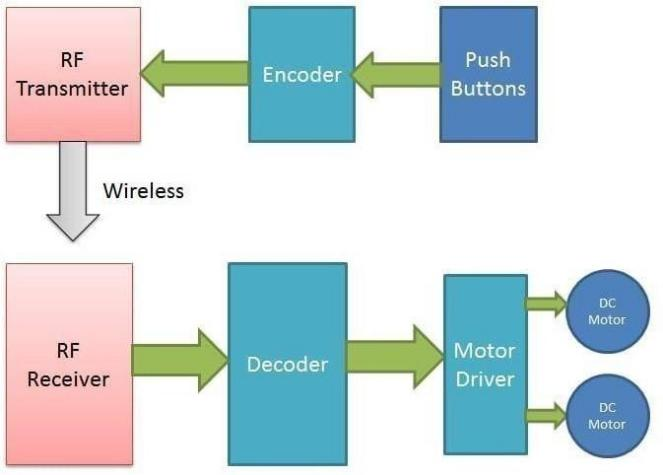 RF
Transmitter
Encoder
Push
Buttons
Wireless
RF
Receiver
Decoder
Motor
Driver
DC
Motor
DC
Motor